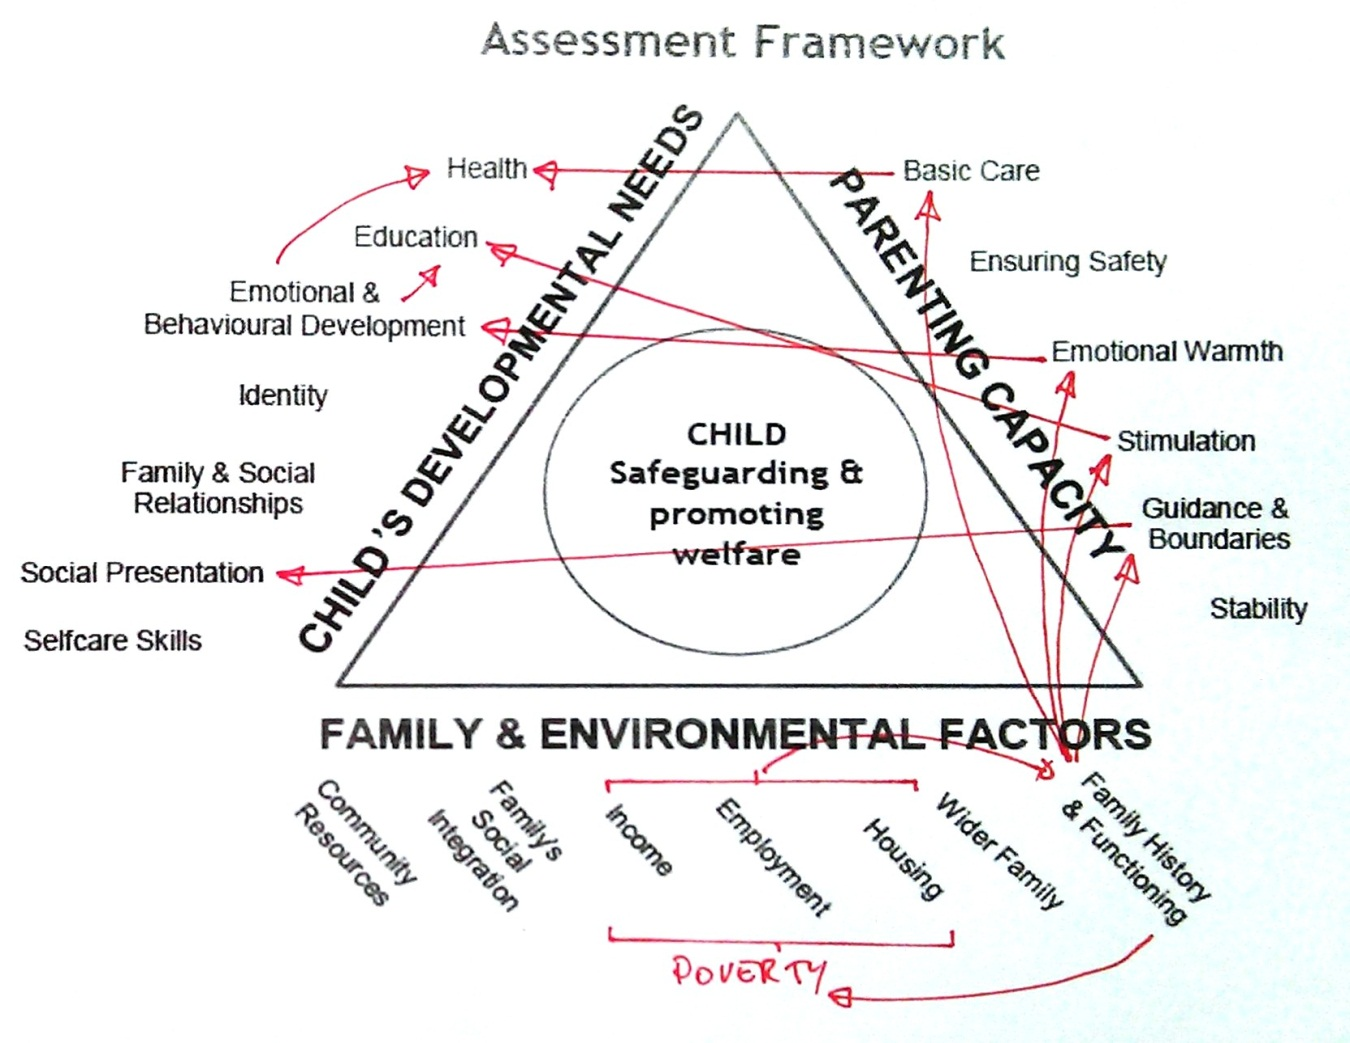 Assessment Framework
Health
Education
Emotional &
Behavioural Development
Identity
Family & Social
Relationships
Social Presentation
Selfcare Skills
CHILD'S DEVELOPMENTAL NEEDS
PARENTING CAPACITY
Basic Care
Ensuring Safety
Emotional Warmth
Stimulation
Guidance &
Boundaries
Stability
CHILD
Safeguarding &
promoting
welfare
FAMILY & ENVIRONMENTAL FACTORS
Community
Resources
Family's
Social
Integration
Income
Employment
Housing
Wider Family
Family History
& Functioning
POVERTY